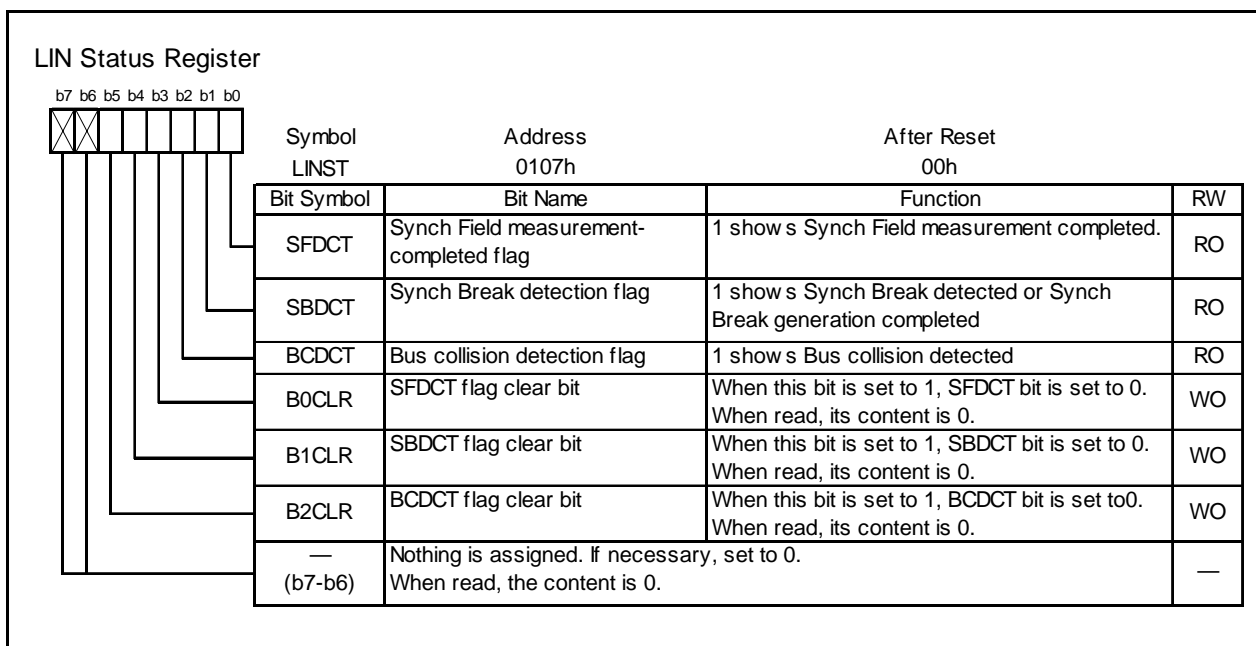 LIN Status Register
b7 b6 b5 b4 b3 b2 b1 b0
Symbol Address After Reset
LINST 0107h 00h
Bit Symbol Bit Name Function RW
SFDCT Synch Field measurement-completed flag 1 shows Synch Field measurement completed. RO
SBDCT Synch Break detection flag 1 shows Synch Break detected or Synch Break generation completed RO
BCDCT Bus collision detection flag 1 shows Bus collision detected RO
B0CLR SFDCT flag clear bit When this bit is set to 1, SFDCT bit is set to 0.
When read, its content is 0. WO
B1CLR SBDCT flag clear bit When this bit is set to 1, SBDCT bit is set to 0.
When read, its content is 0. WO
B2CLR BCDCT flag clear bit When this bit is set to 1, BCDCT bit is set to0.
When read, its content is 0. WO
— Nothing is assigned. If necessary, set to 0.
(b7-b6) When read, the content is 0. —